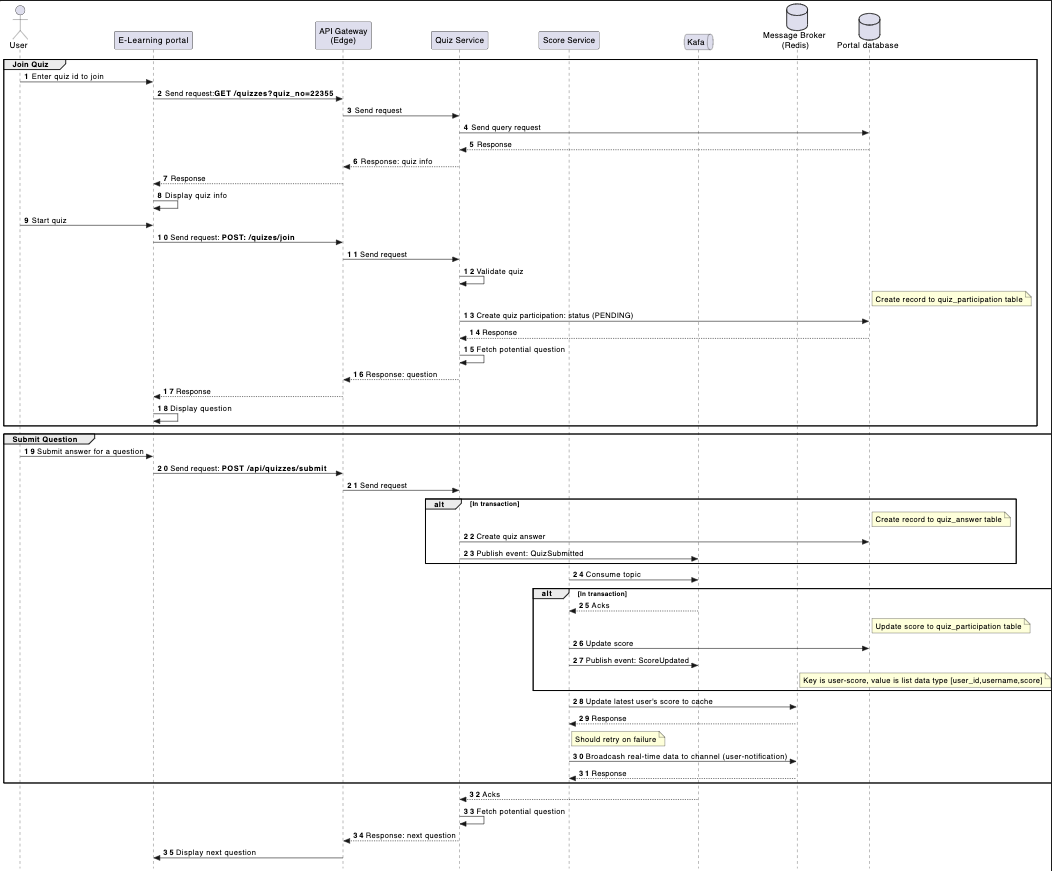 User
E-Learning portal
API Gateway
(Edge)
Quiz Service
Score Service
Kafa
Message Broker
(Redis)
Portal database
Join Quiz
1 Enter quiz id to join
2 Send request:GET /quizzes?quiz_no=22355
3 Send request
4 Send query request
5 Response
6 Response: quiz info
7 Response
8 Display quiz info
9 Start quiz
10 Send request: POST: /quizes/join
11 Send request
12 Validate quiz
Create record to quiz_participation table
13 Create quiz participation: status (PENDING)
14 Response
15 Fetch potential question
16 Response: question
17 Response
18 Display question
Submit Question
19 Submit answer for a question
20 Send request: POST /api/quizzes/submit
21 Send request
alt [In transaction]
Create record to quiz_answer table
22 Create quiz answer
23 Publish event: QuizSubmitted
24 Consume topic
alt [In transaction]
25 Acks
Update score to quiz_participation table
26 Update score
27 Publish event: ScoreUpdated
Key is user-score, value is list data type [user_id,username,score]
28 Update latest user's score to cache
29 Response
Should retry on failure
30 Broadcash real-time data to channel (user-notification)
31 Response
32 Acks
33 Fetch potential question
34 Response: next question
35 Display next question